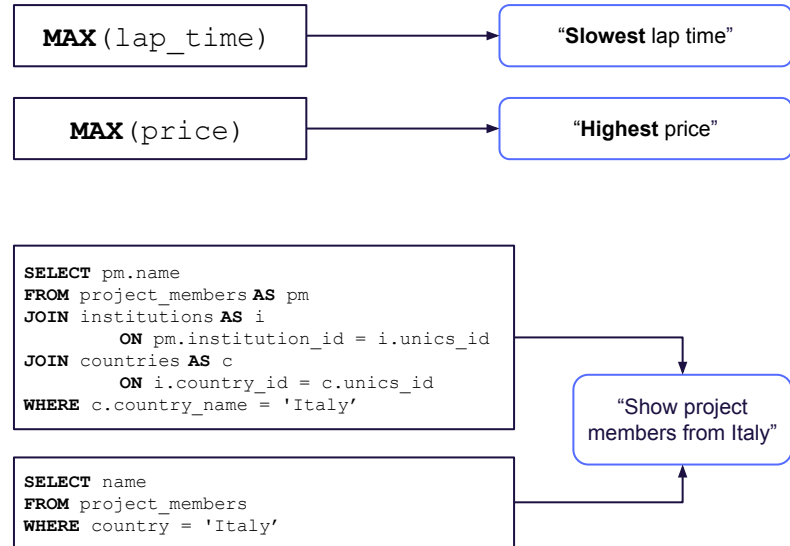 MAX(lap_time)
“Slowest lap time”
MAX(price)
“Highest price”
SELECT pm.name
FROM project_members AS pm
JOIN institutions AS i
ON pm.institution_id = i.unics_id
JOIN countries AS c
ON i.country_id = c.unics_id
WHERE c.country_name = 'Italy’
“Show project
members from Italy”
SELECT name
FROM project_members
WHERE country = 'Italy’